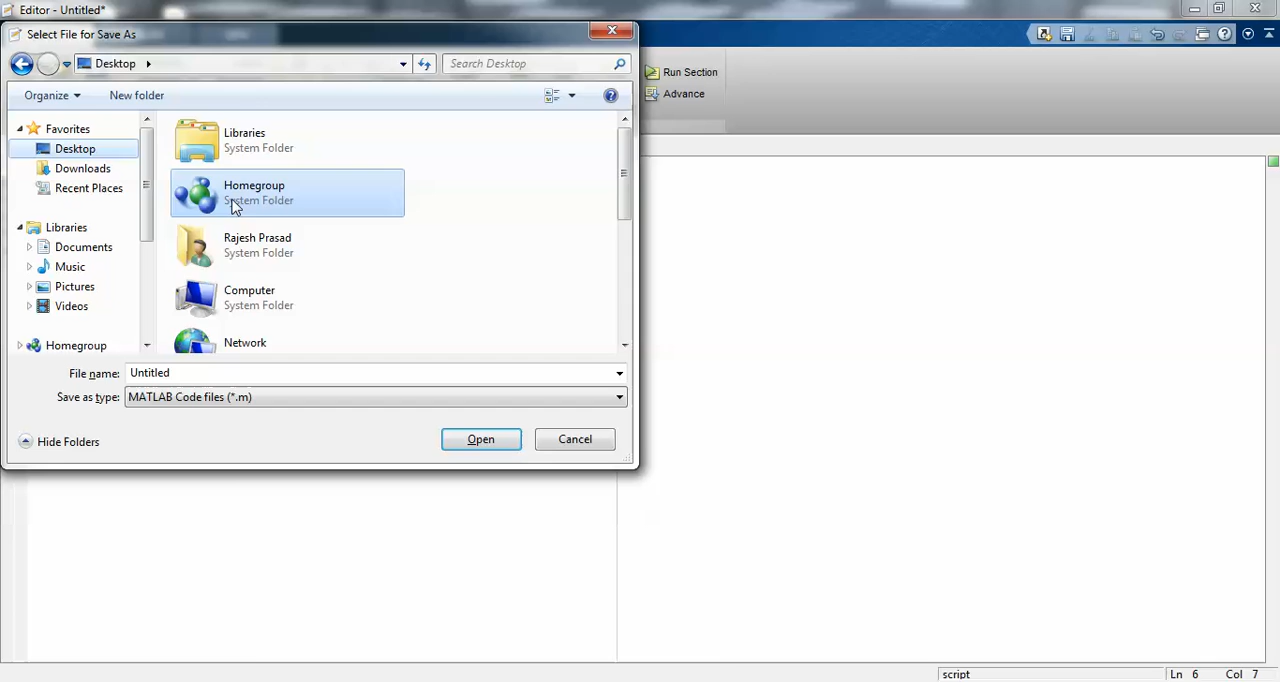 Editor - Untitled*
Select File for Save As
Desktop
Search Desktop
Organize
New folder
Run Section
Advance
Favorites
Desktop
Downloads
Recent Places
Libraries
Documents
Music
Pictures
Videos
Homegroup
Libraries
System Folder
Homegroup
System Folder
Rajesh Prasad
System Folder
Computer
System Folder
Network
File name: Untitled
Save as type: MATLAB Code files (*.m)
Hide Folders
Open
Cancel
script
Ln 6 Col 7